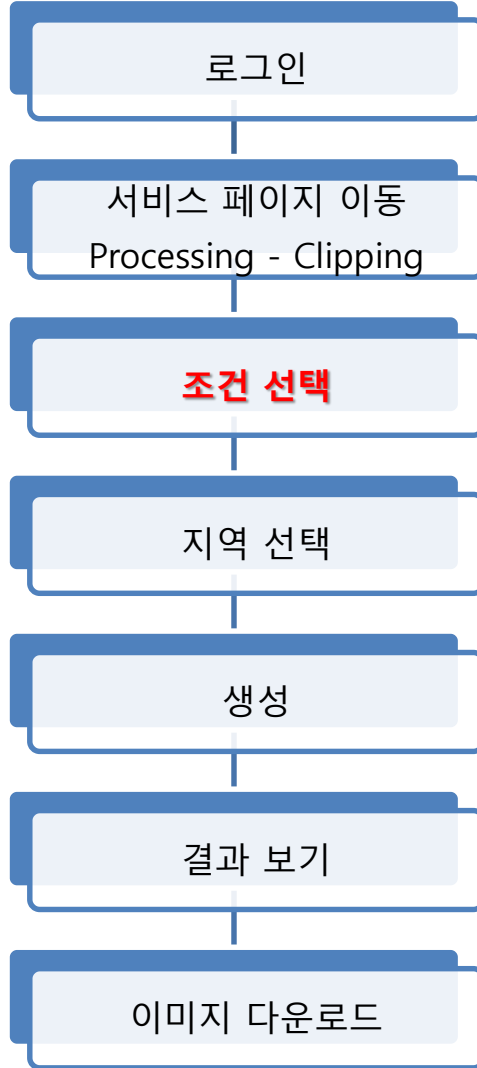 로그인
서비스 페이지 이동
Processing - Clipping
조건 선택
지역 선택
생성
결과 보기
이미지 다운로드